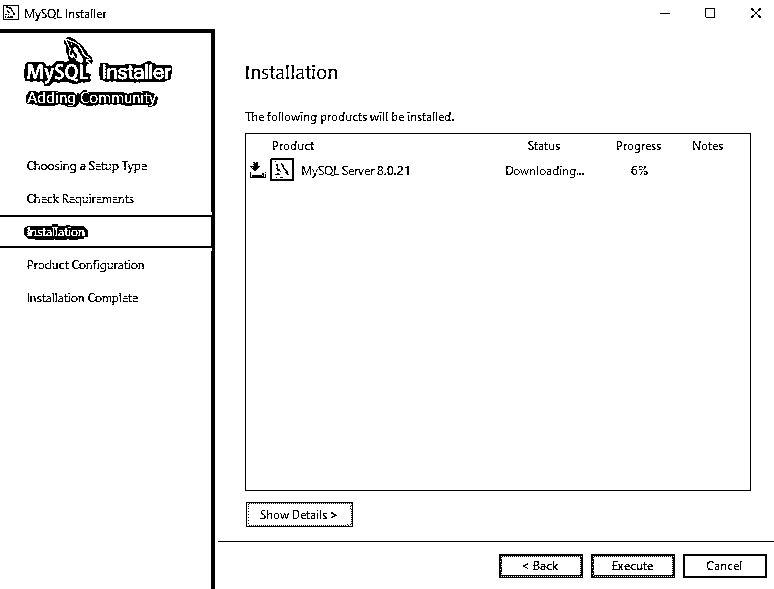 MySQL Installer
MySQL Installer
Adding Community
Choosing a Setup Type
Check Requirements
Installation
Product Configuration
Installation Complete
Installation
The following products will be installed.
Product Status Progress Notes
MySQL Server 8.0.21 Downloading... 6%
Show Details >
< Back Execute Cancel